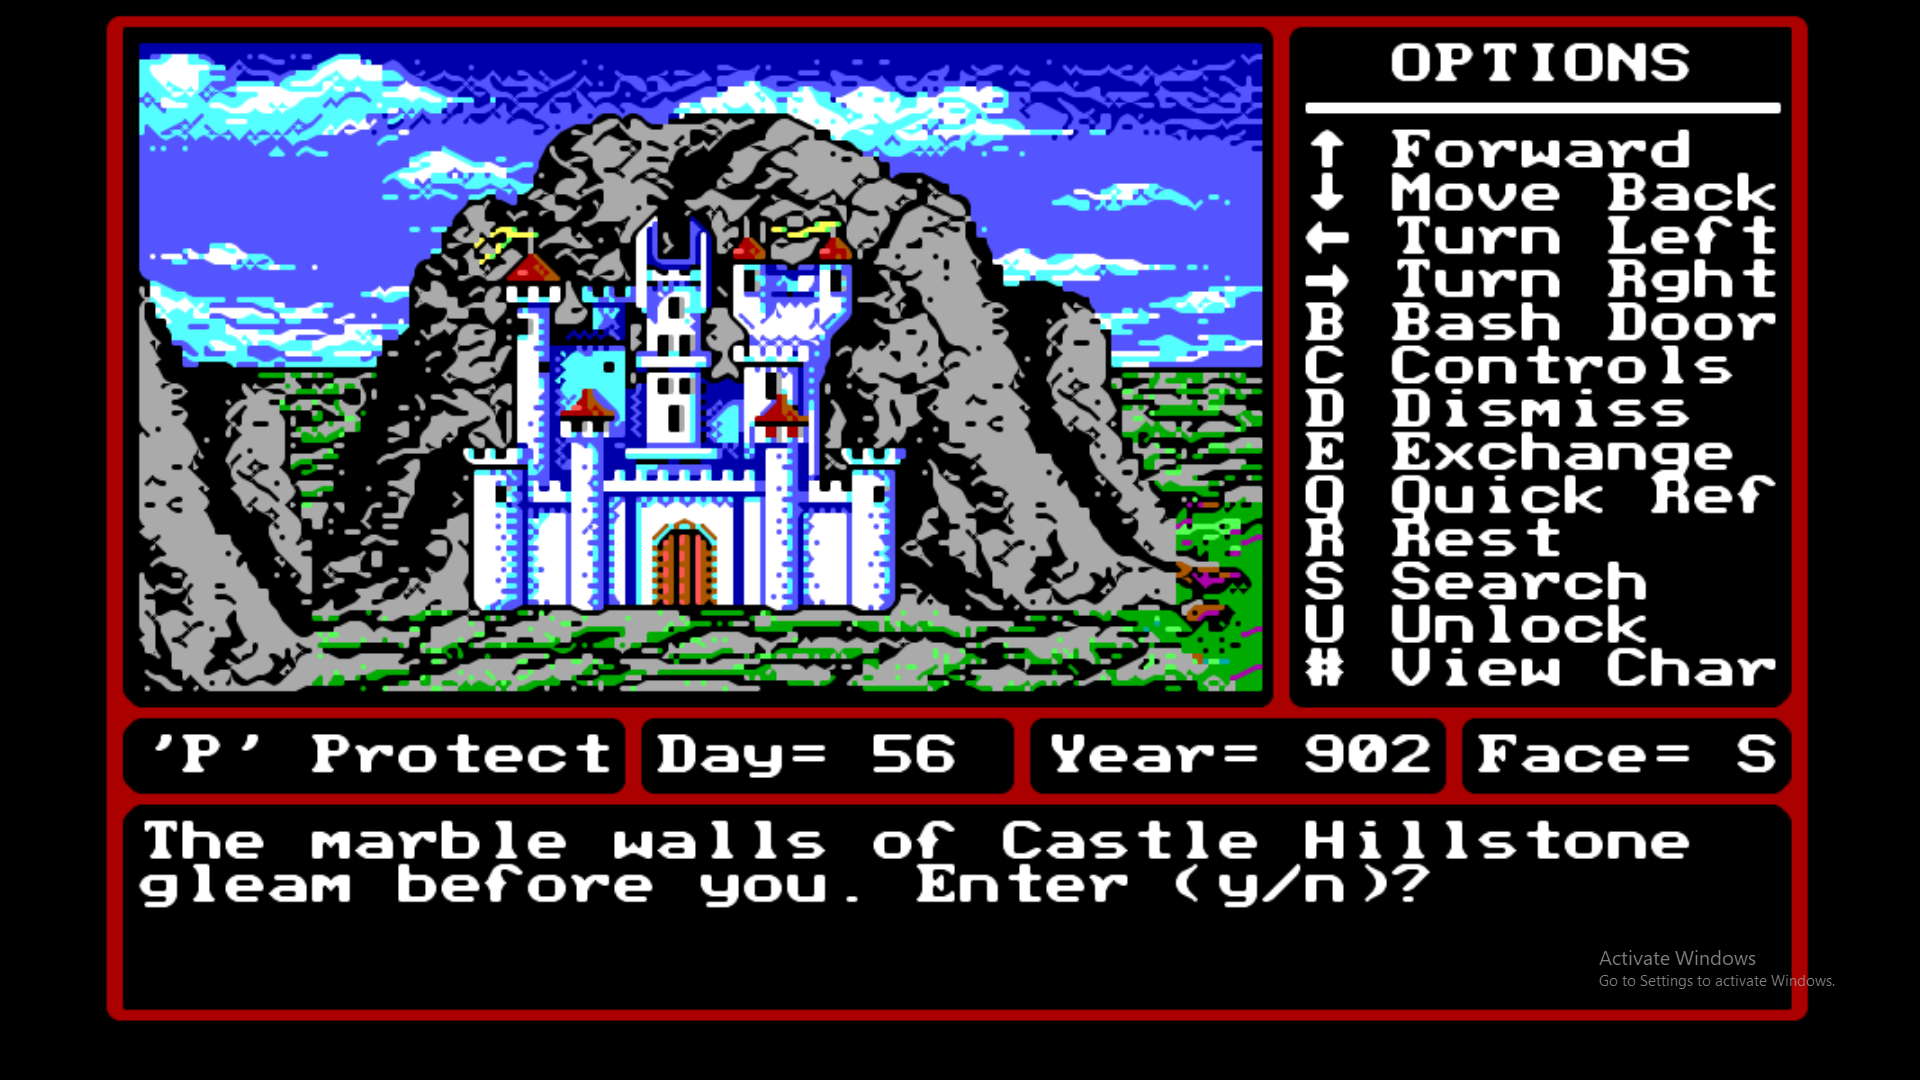 OPTIONS
↑ Forward
↓ Move Back
← Turn Left
→ Turn Rght
B Bash Door
C Controls
D Dismiss
E Exchange
Q Quick Ref
R Rest
S Search
U Unlock
# View Char
'P' Protect
Day= 56
Year= 902
Face= S
The marble walls of Castle Hillstone
gleam before you. Enter (y/n)?
Activate Windows
Go to Settings to activate Windows.